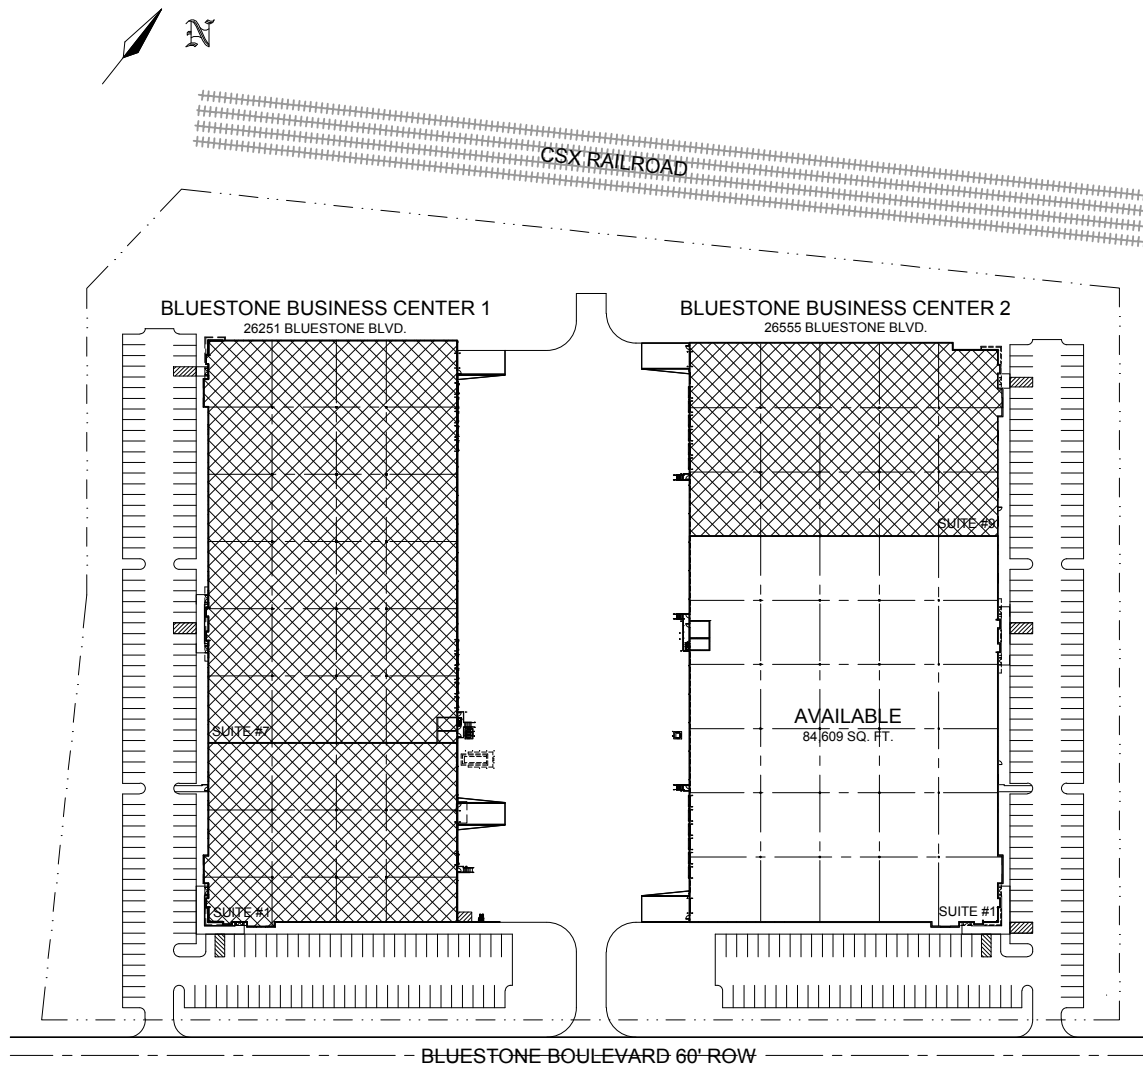 N
CSX RAILROAD
BLUESTONE BUSINESS CENTER 1
26251 BLUESTONE BLVD.
BLUESTONE BUSINESS CENTER 2
26555 BLUESTONE BLVD.
SUITE #9
AVAILABLE
84,609 SQ. FT.
SUITE #7
SUITE #1
SUITE #1
BLUESTONE BOULEVARD 60' ROW